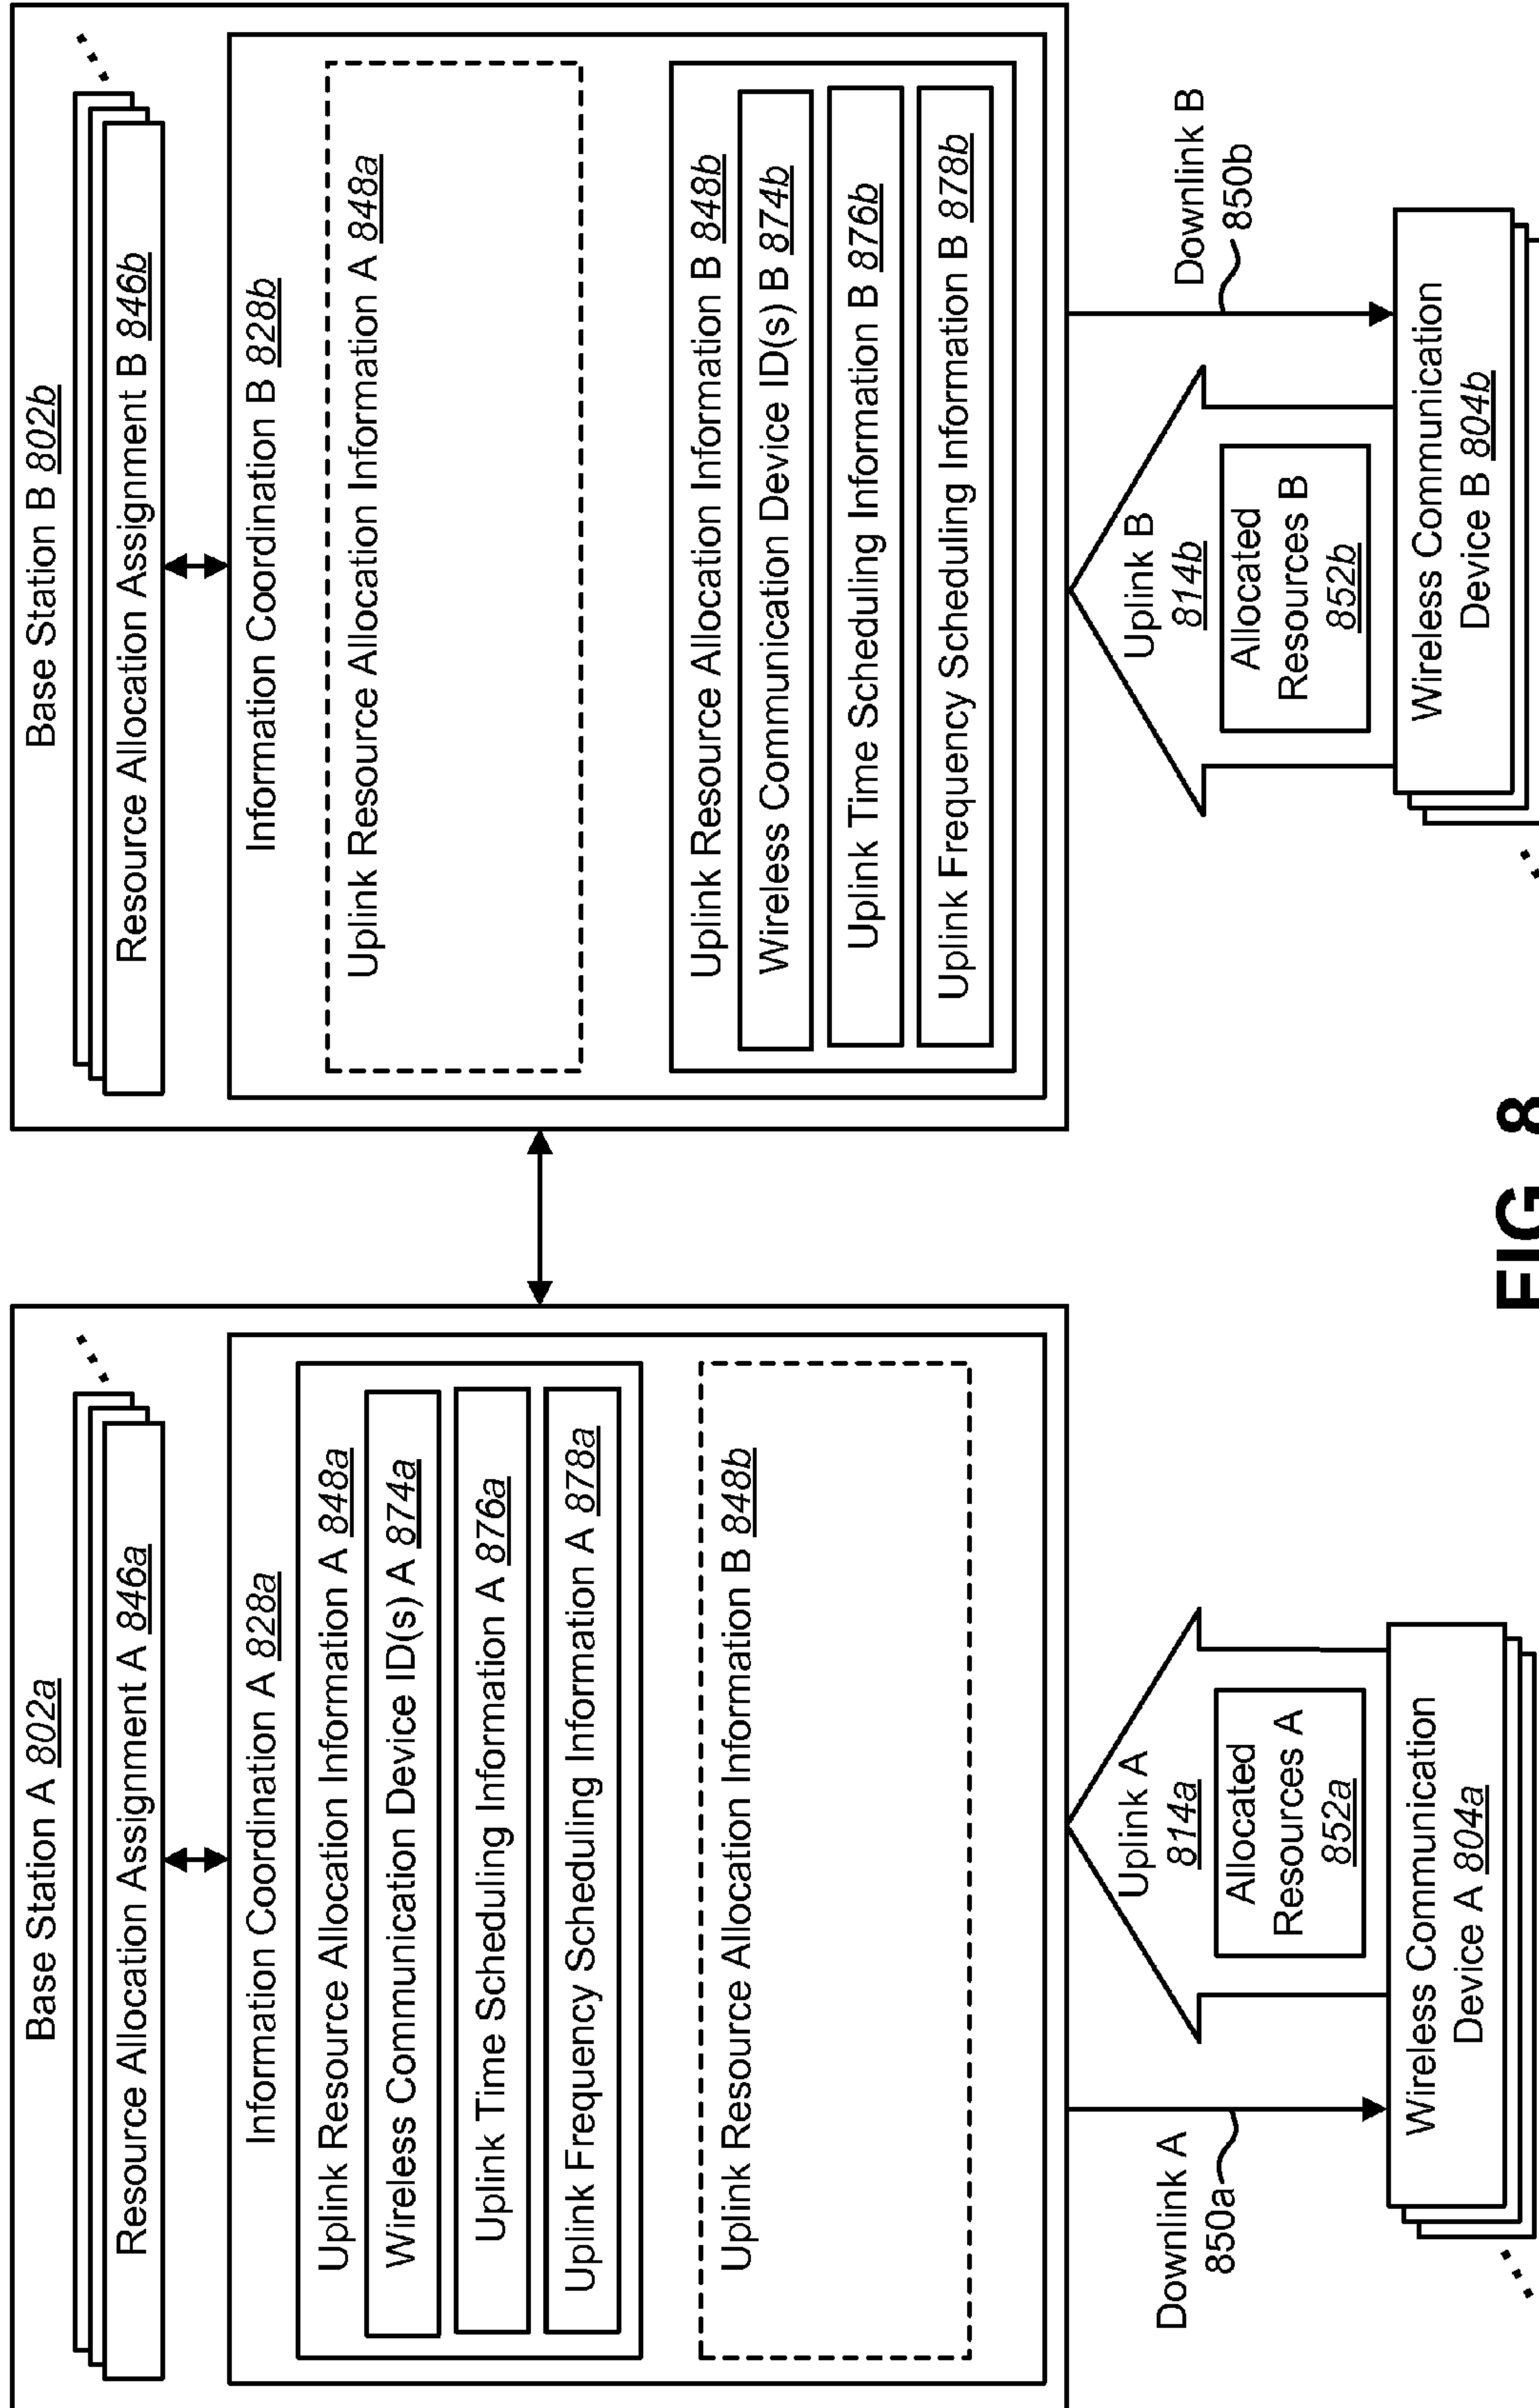 Base Station A 802a
Resource Allocation Assignment A 846a
Information Coordination A 828a
Uplink Resource Allocation Information A 848a
Wireless Communication Device ID(s) A 874a
Uplink Time Scheduling Information A 876a
Uplink Frequency Scheduling Information A 878a
Uplink Resource Allocation Information B 848b
Downlink A
850a
Uplink A
814a
Allocated
Resources A
852a
Wireless Communication
Device A 804a
Base Station B 802b
Resource Allocation Assignment B 846b
Information Coordination B 828b
Uplink Resource Allocation Information A 848a
Uplink Resource Allocation Information B 848b
Wireless Communication Device ID(s) B 874b
Uplink Time Scheduling Information B 876b
Uplink Frequency Scheduling Information B 878b
Uplink B
814b
Allocated
Resources B
852b
Downlink B
850b
Wireless Communication
Device B 804b
FIG 8